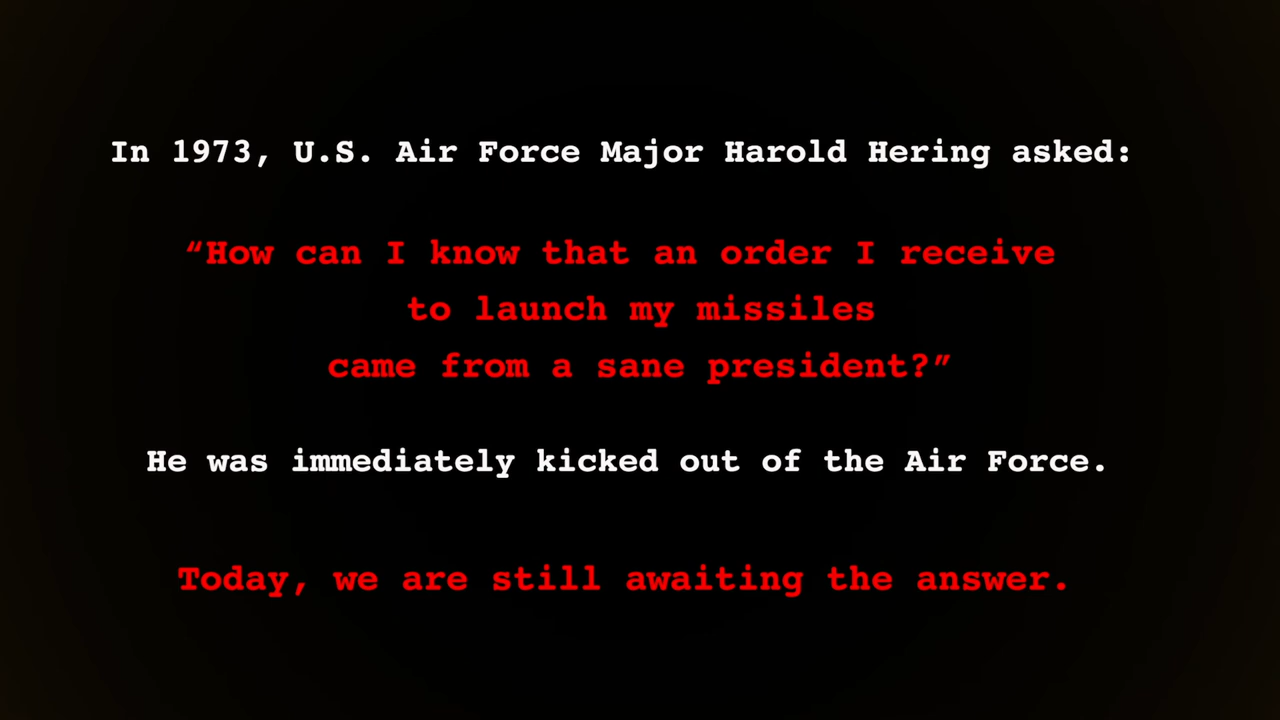 In 1973, U.S. Air Force Major Harold Hering asked:
“How can I know that an order I receive
to launch my missiles
came from a sane president?”
He was immediately kicked out of the Air Force.
Today, we are still awaiting the answer.